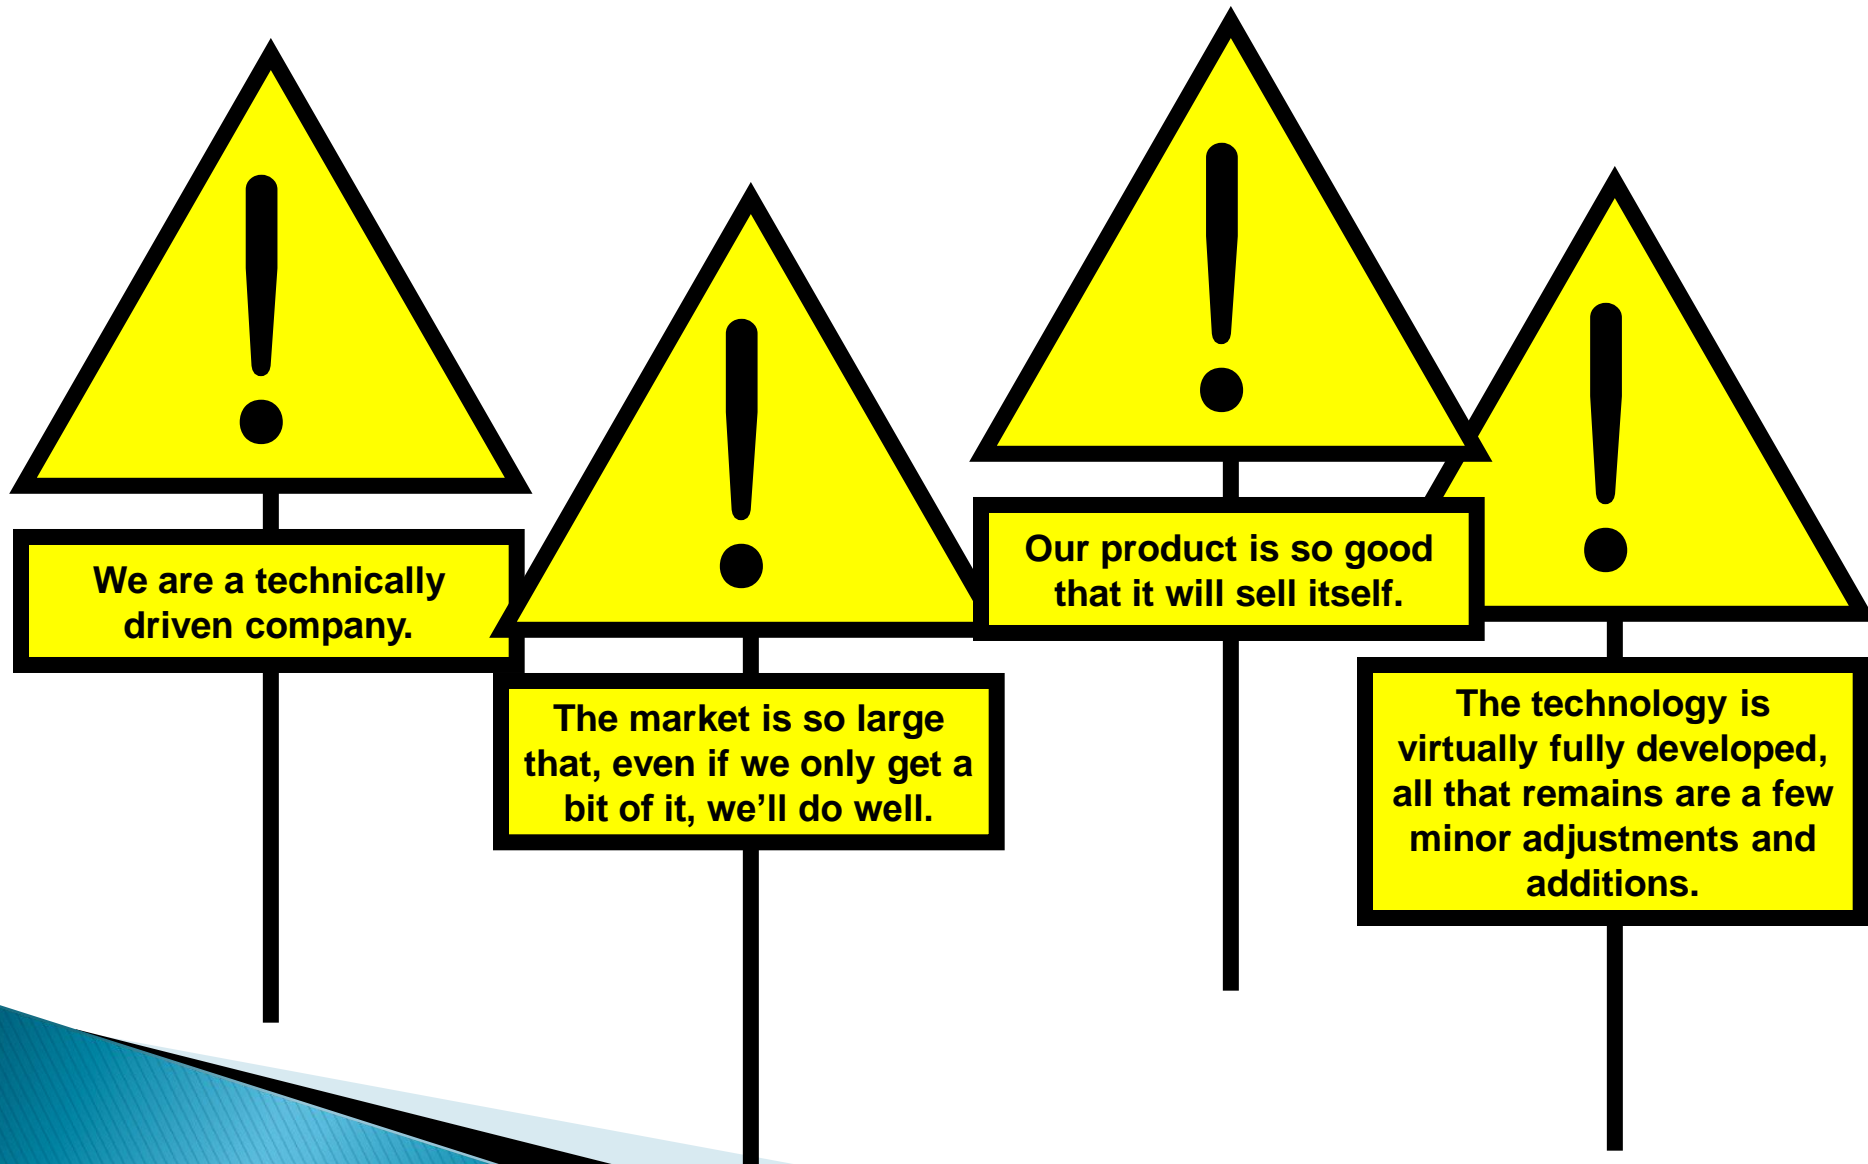 !
We are a technically
driven company.
!
The market is so large
that, even if we only get a
bit of it, we’ll do well.
!
Our product is so good
that it will sell itself.
!
The technology is
virtually fully developed,
all that remains are a few
minor adjustments and
additions.